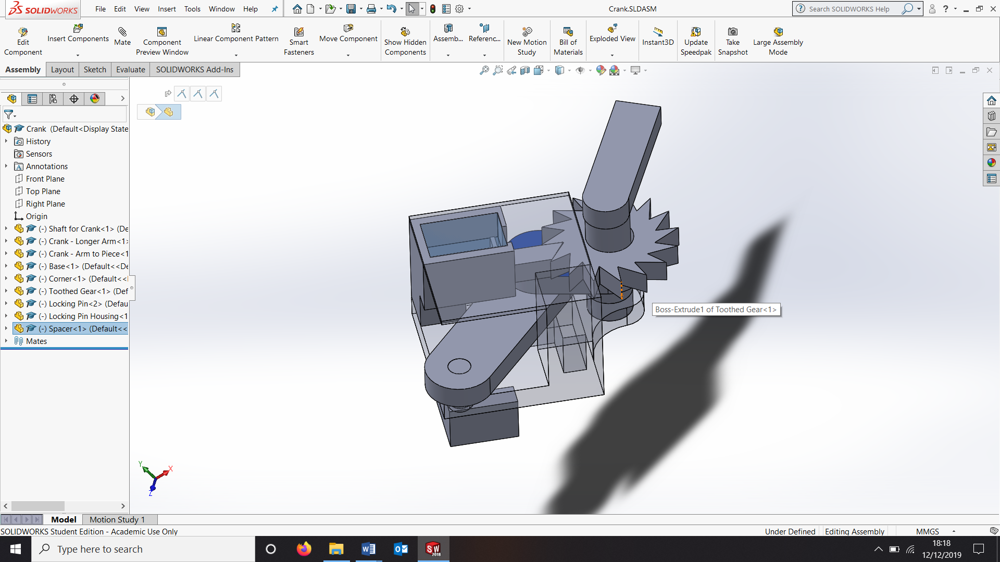 SOLIDWORKS File Edit View Insert Tools Window Help Crank.SLDASM Search SOLIDWORKS Help
Edit Component
Insert Components
Mate
Component Preview Window
Linear Component Pattern
Smart Fasteners
Move Component
Show Hidden Components
Assemb...
Referenc...
New Motion Study
Bill of Materials
Exploded View
Instant3D
Update Speedpak
Take Snapshot
Large Assembly Mode
Assembly Layout Sketch Evaluate SOLIDWORKS Add-Ins
Crank (Default<Display State
History
Sensors
Annotations
Front Plane
Top Plane
Right Plane
Origin
(-) Shaft for Crank<1> (De
(-) Crank - Longer Arm<1>
(-) Crank - Arm to Piece<1
(-) Base<1> (Default<<De
(-) Corner<1> (Default<<
(-) Toothed Gear<1> (Def
(-) Locking Pin<2> (Defau
(-) Locking Pin Housing<1
(-) Spacer<1> (Default<<
Mates
Boss-Extrude1 of Toothed Gear<1>
Y X
Z
Model Motion Study 1
SOLIDWORKS Student Edition - Academic Use Only Under Defined Editing Assembly MMGS
Type here to search
SW
2018
18:18
12/12/2019